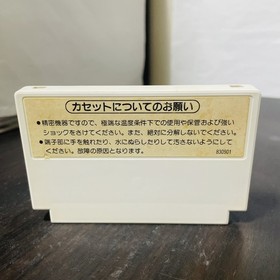 カセットについてのお願い
●精密機器ですので、極端な温度条件下での使用や保管および強い
ショックをさけてください。また、絶対に分解しないでください。
●端子部に手を触れたり、水にぬらしたりして汚さないようにして
ください。故障の原因となります。